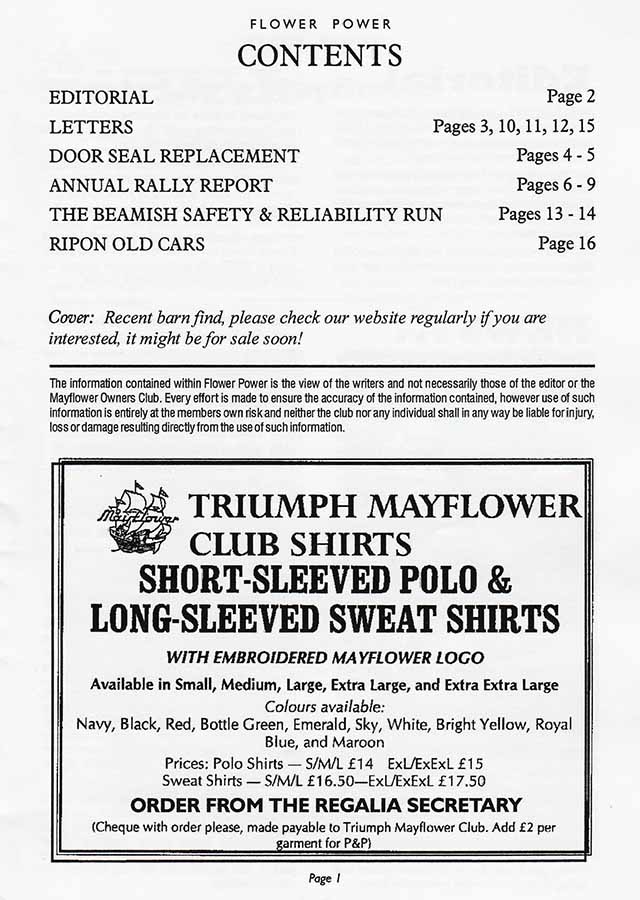 FLOWER POWER
CONTENTS
EDITORIAL Page 2
LETTERS Pages 3, 10, 11, 12, 15
DOOR SEAL REPLACEMENT Pages 4 - 5
ANNUAL RALLY REPORT Pages 6 - 9
THE BEAMISH SAFETY & RELIABILITY RUN Pages 13 - 14
RIPON OLD CARS Page 16
Cover: Recent barn find, please check our website regularly if you are
interested, it might be for sale soon!
The information contained within Flower Power is the view of the writers and not necessarily those of the editor or the
Mayflower Owners Club. Every effort is made to ensure the accuracy of the information contained, however use of such
information is entirely at the members own risk and neither the club nor any individual shall in any way be liable for injury,
loss or damage resulting directly from the use of such information.
Mayflower
TRIUMPH MAYFLOWER
CLUB SHIRTS
SHORT-SLEEVED POLO &
LONG-SLEEVED SWEAT SHIRTS
WITH EMBROIDERED MAYFLOWER LOGO
Available in Small, Medium, Large, Extra Large, and Extra Extra Large
Colours available:
Navy, Black, Red, Bottle Green, Emerald, Sky, White, Bright Yellow, Royal
Blue, and Maroon
Prices: Polo Shirts — S/M/L £14 ExL/ExExL £15
Sweat Shirts — S/M/L £16.50—ExL/ExExL £17.50
ORDER FROM THE REGALIA SECRETARY
(Cheque with order please, made payable to Triumph Mayflower Club. Add £2 per
garment for P&P)
Page 1